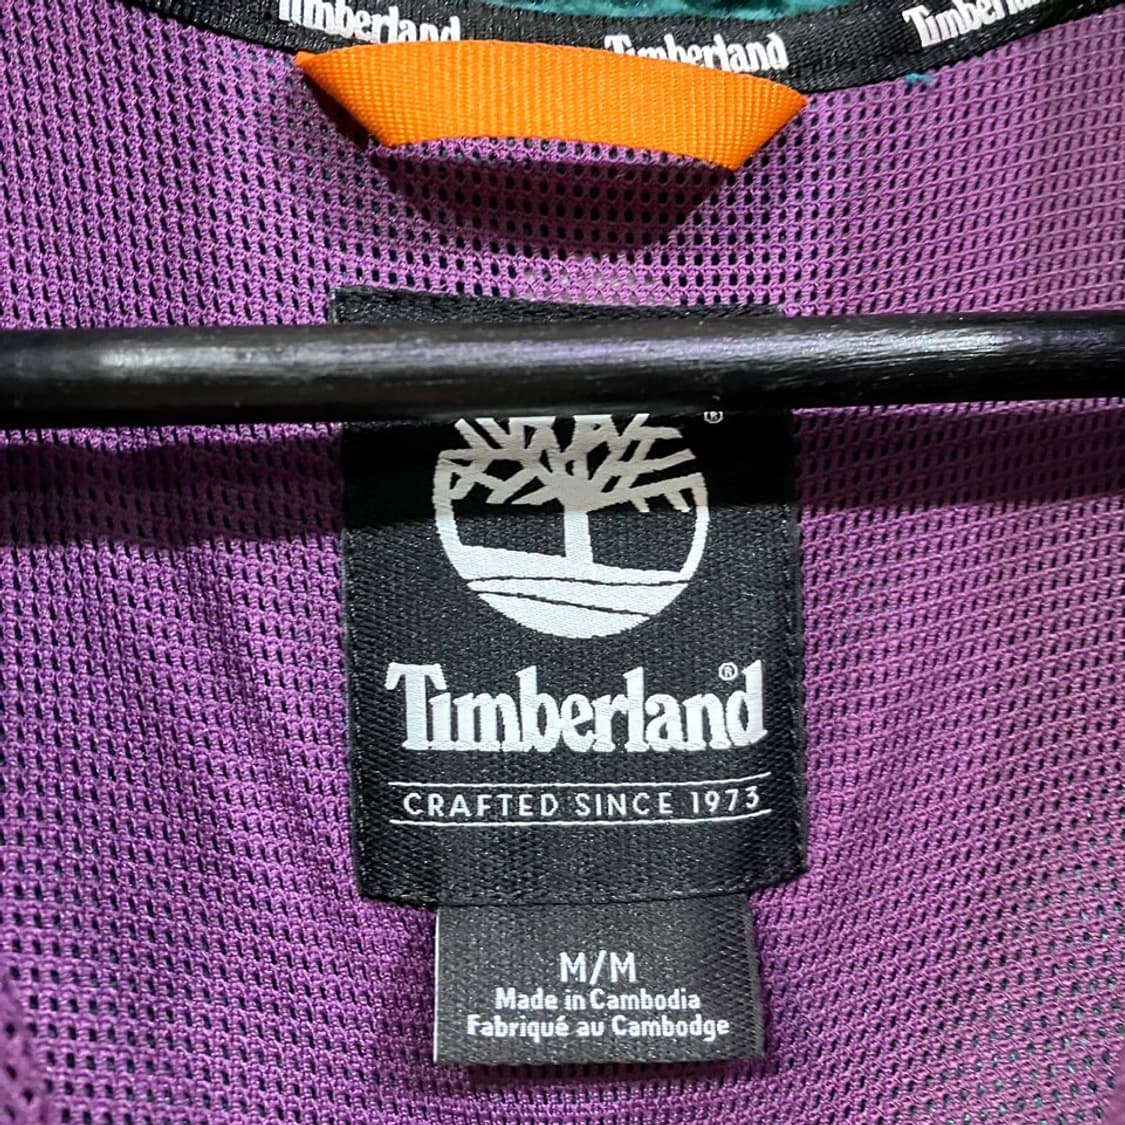 Timberland Timberland Timberland
®
Timberland®
CRAFTED SINCE 1973
M/M
Made in Cambodia
Fabriqué au Cambodge